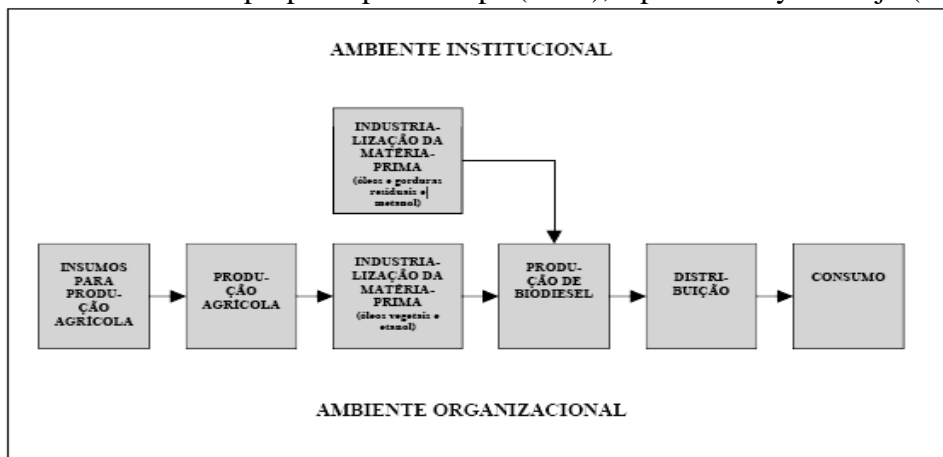 AMBIENTE INSTITUCIONAL
INDUSTRIA-
LIZAÇÃO DA
MATÉRIA-
PRIMA
(óleos e gorduras
residuais e
metanol)
INSUMOS
PARA
PRODU-
ÇÃO
AGRÍCOLA
PRODU-
ÇÃO
AGRÍCOLA
INDUSTRIA-
LIZAÇÃO DA
MATÉRIA-
PRIMA
(óleos vegetais e
etanol)
PRODU-
ÇÃO DE
BIODIESEL
DISTRI-
BUIÇÃO
CONSUMO
AMBIENTE ORGANIZACIONAL